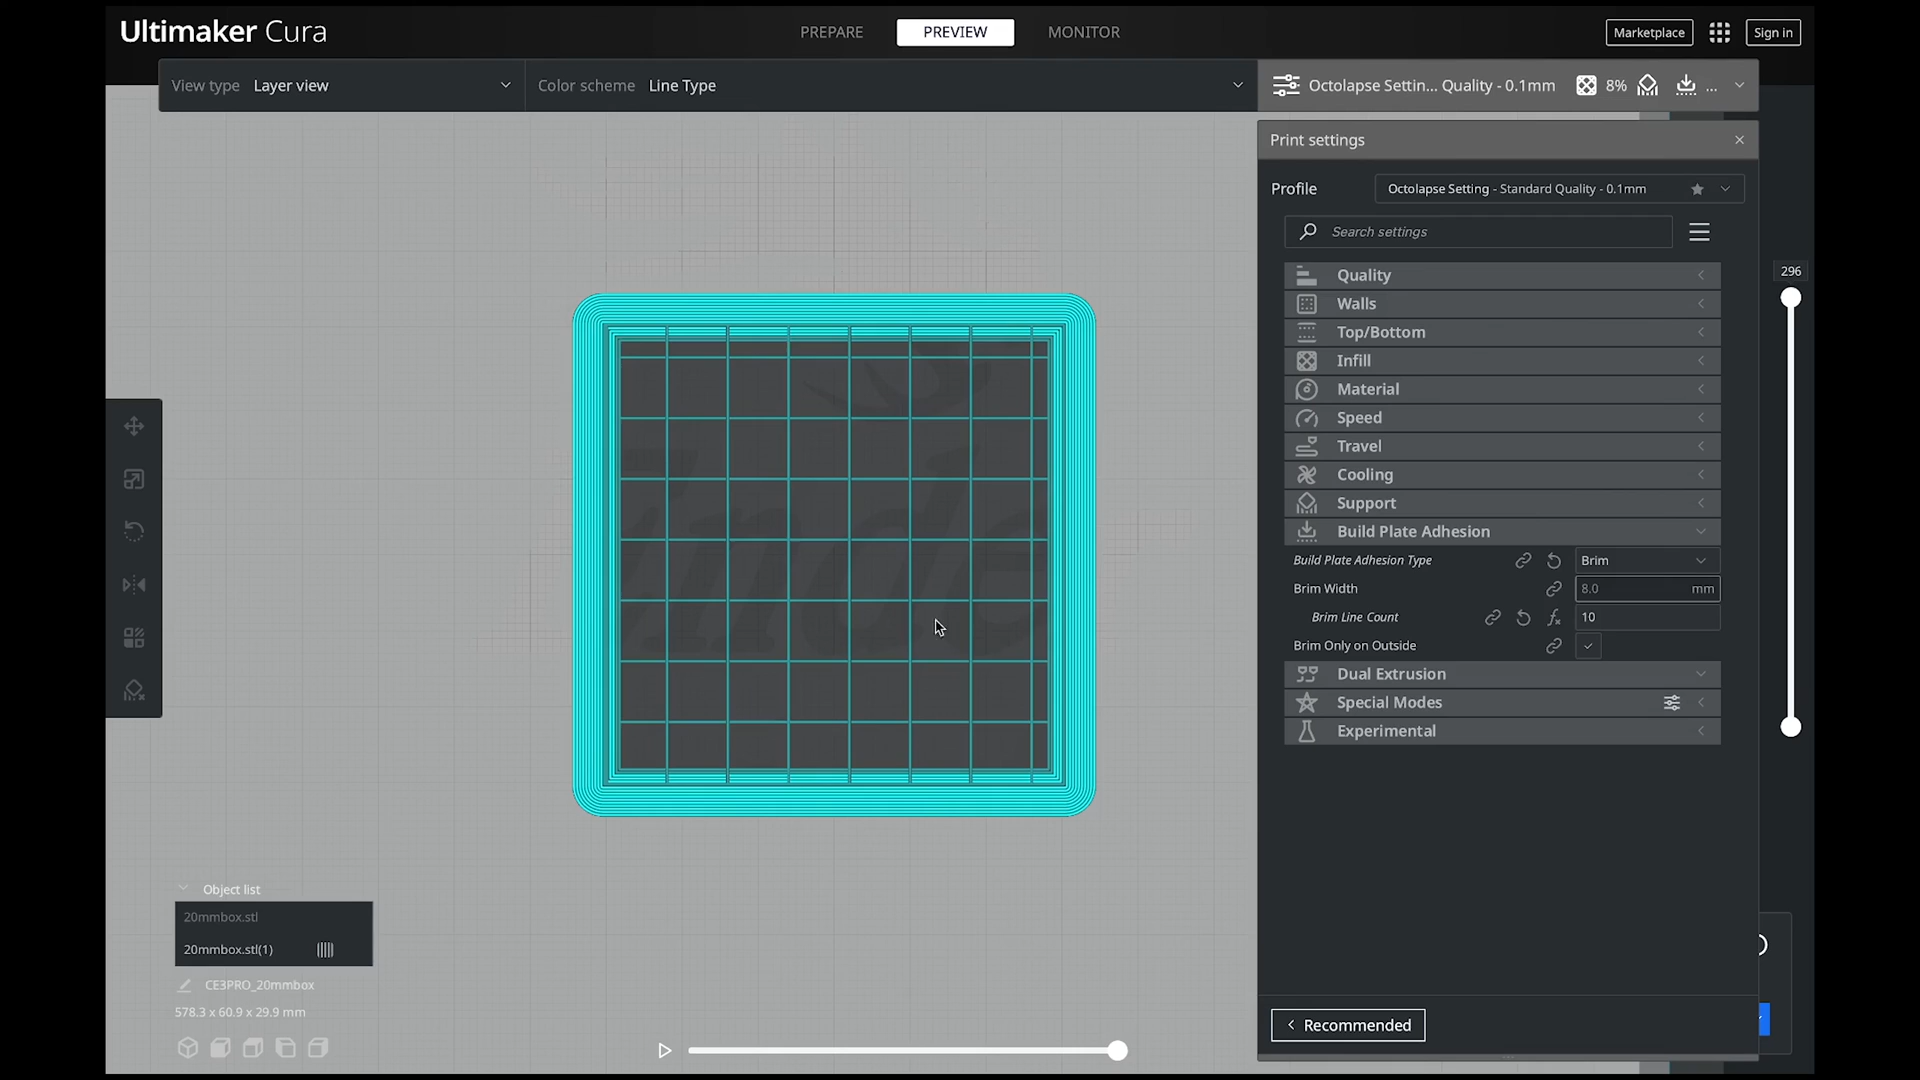 Ultimaker Cura
PREPARE
PREVIEW
MONITOR
Marketplace
Sign in
View type Layer view
Color scheme Line Type
Octolapse Settin... Quality - 0.1mm
8%
...
Print settings
Profile
Octolapse Setting - Standard Quality - 0.1mm
Search settings
296
Quality
Walls
Top/Bottom
Infill
Material
Speed
Travel
Cooling
Support
Build Plate Adhesion
Build Plate Adhesion Type Brim
Brim Width 8.0 mm
Brim Line Count 10
Brim Only on Outside
Dual Extrusion
Special Modes
Experimental
Object list
20mmbox.stl
20mmbox.stl(1)
CE3PRO_20mmbox
578.3 x 60.9 x 29.9 mm
Recommended